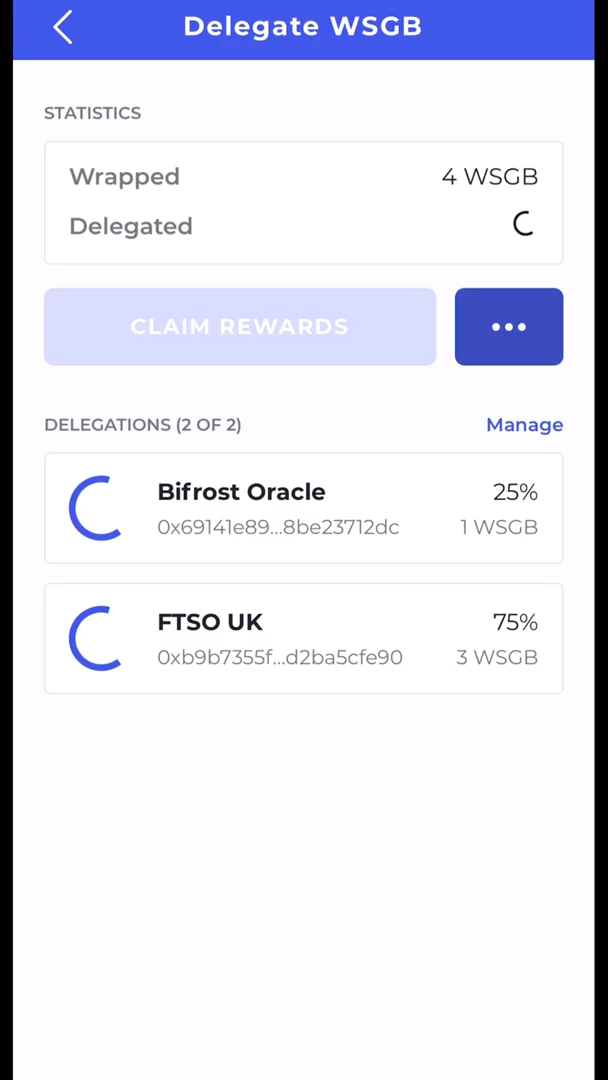 Delegate WSGB
STATISTICS
Wrapped 4 WSGB
Delegated
CLAIM REWARDS
DELEGATIONS (2 OF 2) Manage
Bifrost Oracle 25%
0x69141e89...8be23712dc 1 WSGB
FTSO UK 75%
0xb9b7355f...d2ba5cfe90 3 WSGB